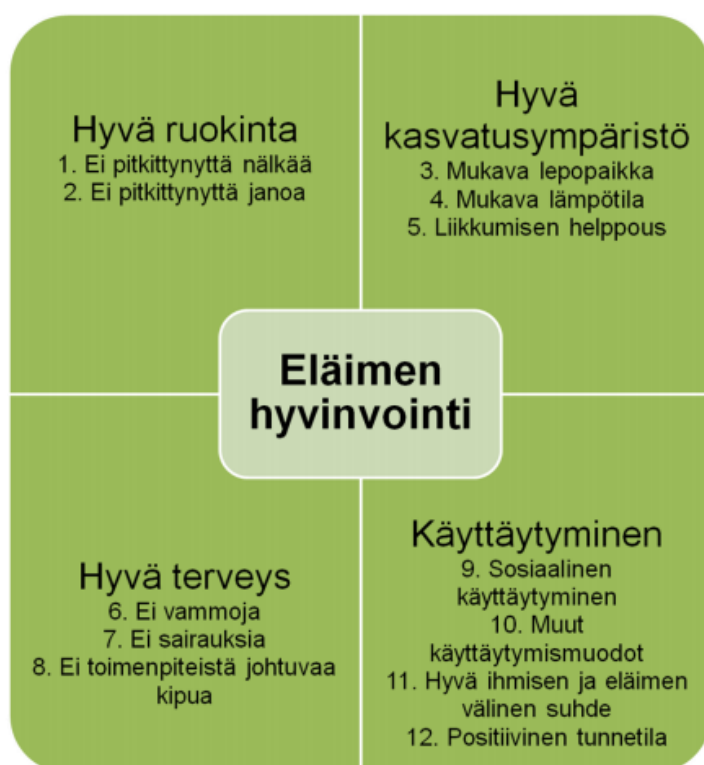 Hyvä ruokinta
1. Ei pitkittynyttä nälkää
2. Ei pitkittynyttä janoa
Hyvä
kasvatusympäristö
3. Mukava lepopaikka
4. Mukava lämpötila
5. Liikkumisen helppous
Eläimen
hyvinvointi
Hyvä terveys
6. Ei vammoja
7. Ei sairauksia
8. Ei toimenpiteistä johtuvaa
kipua
Käyttäytyminen
9. Sosiaalinen
käyttäytyminen
10. Muut
käyttäytymismuodot
11. Hyvä ihmisen ja eläimen
välinen suhde
12. Positiivinen tunnetila